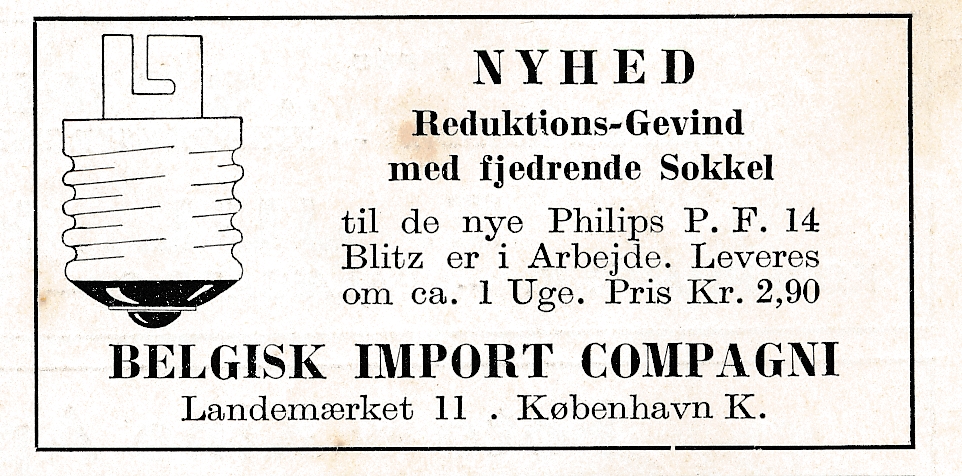 NYHED
Reduktions-Gevind
med fjedrende Sokkel
til de nye Philips P. F. 14
Blitz er i Arbejde. Leveres
om ca. 1 Uge. Pris Kr. 2,90
BELGISK IMPORT COMPAGNI
Landemærket 11 . København K.